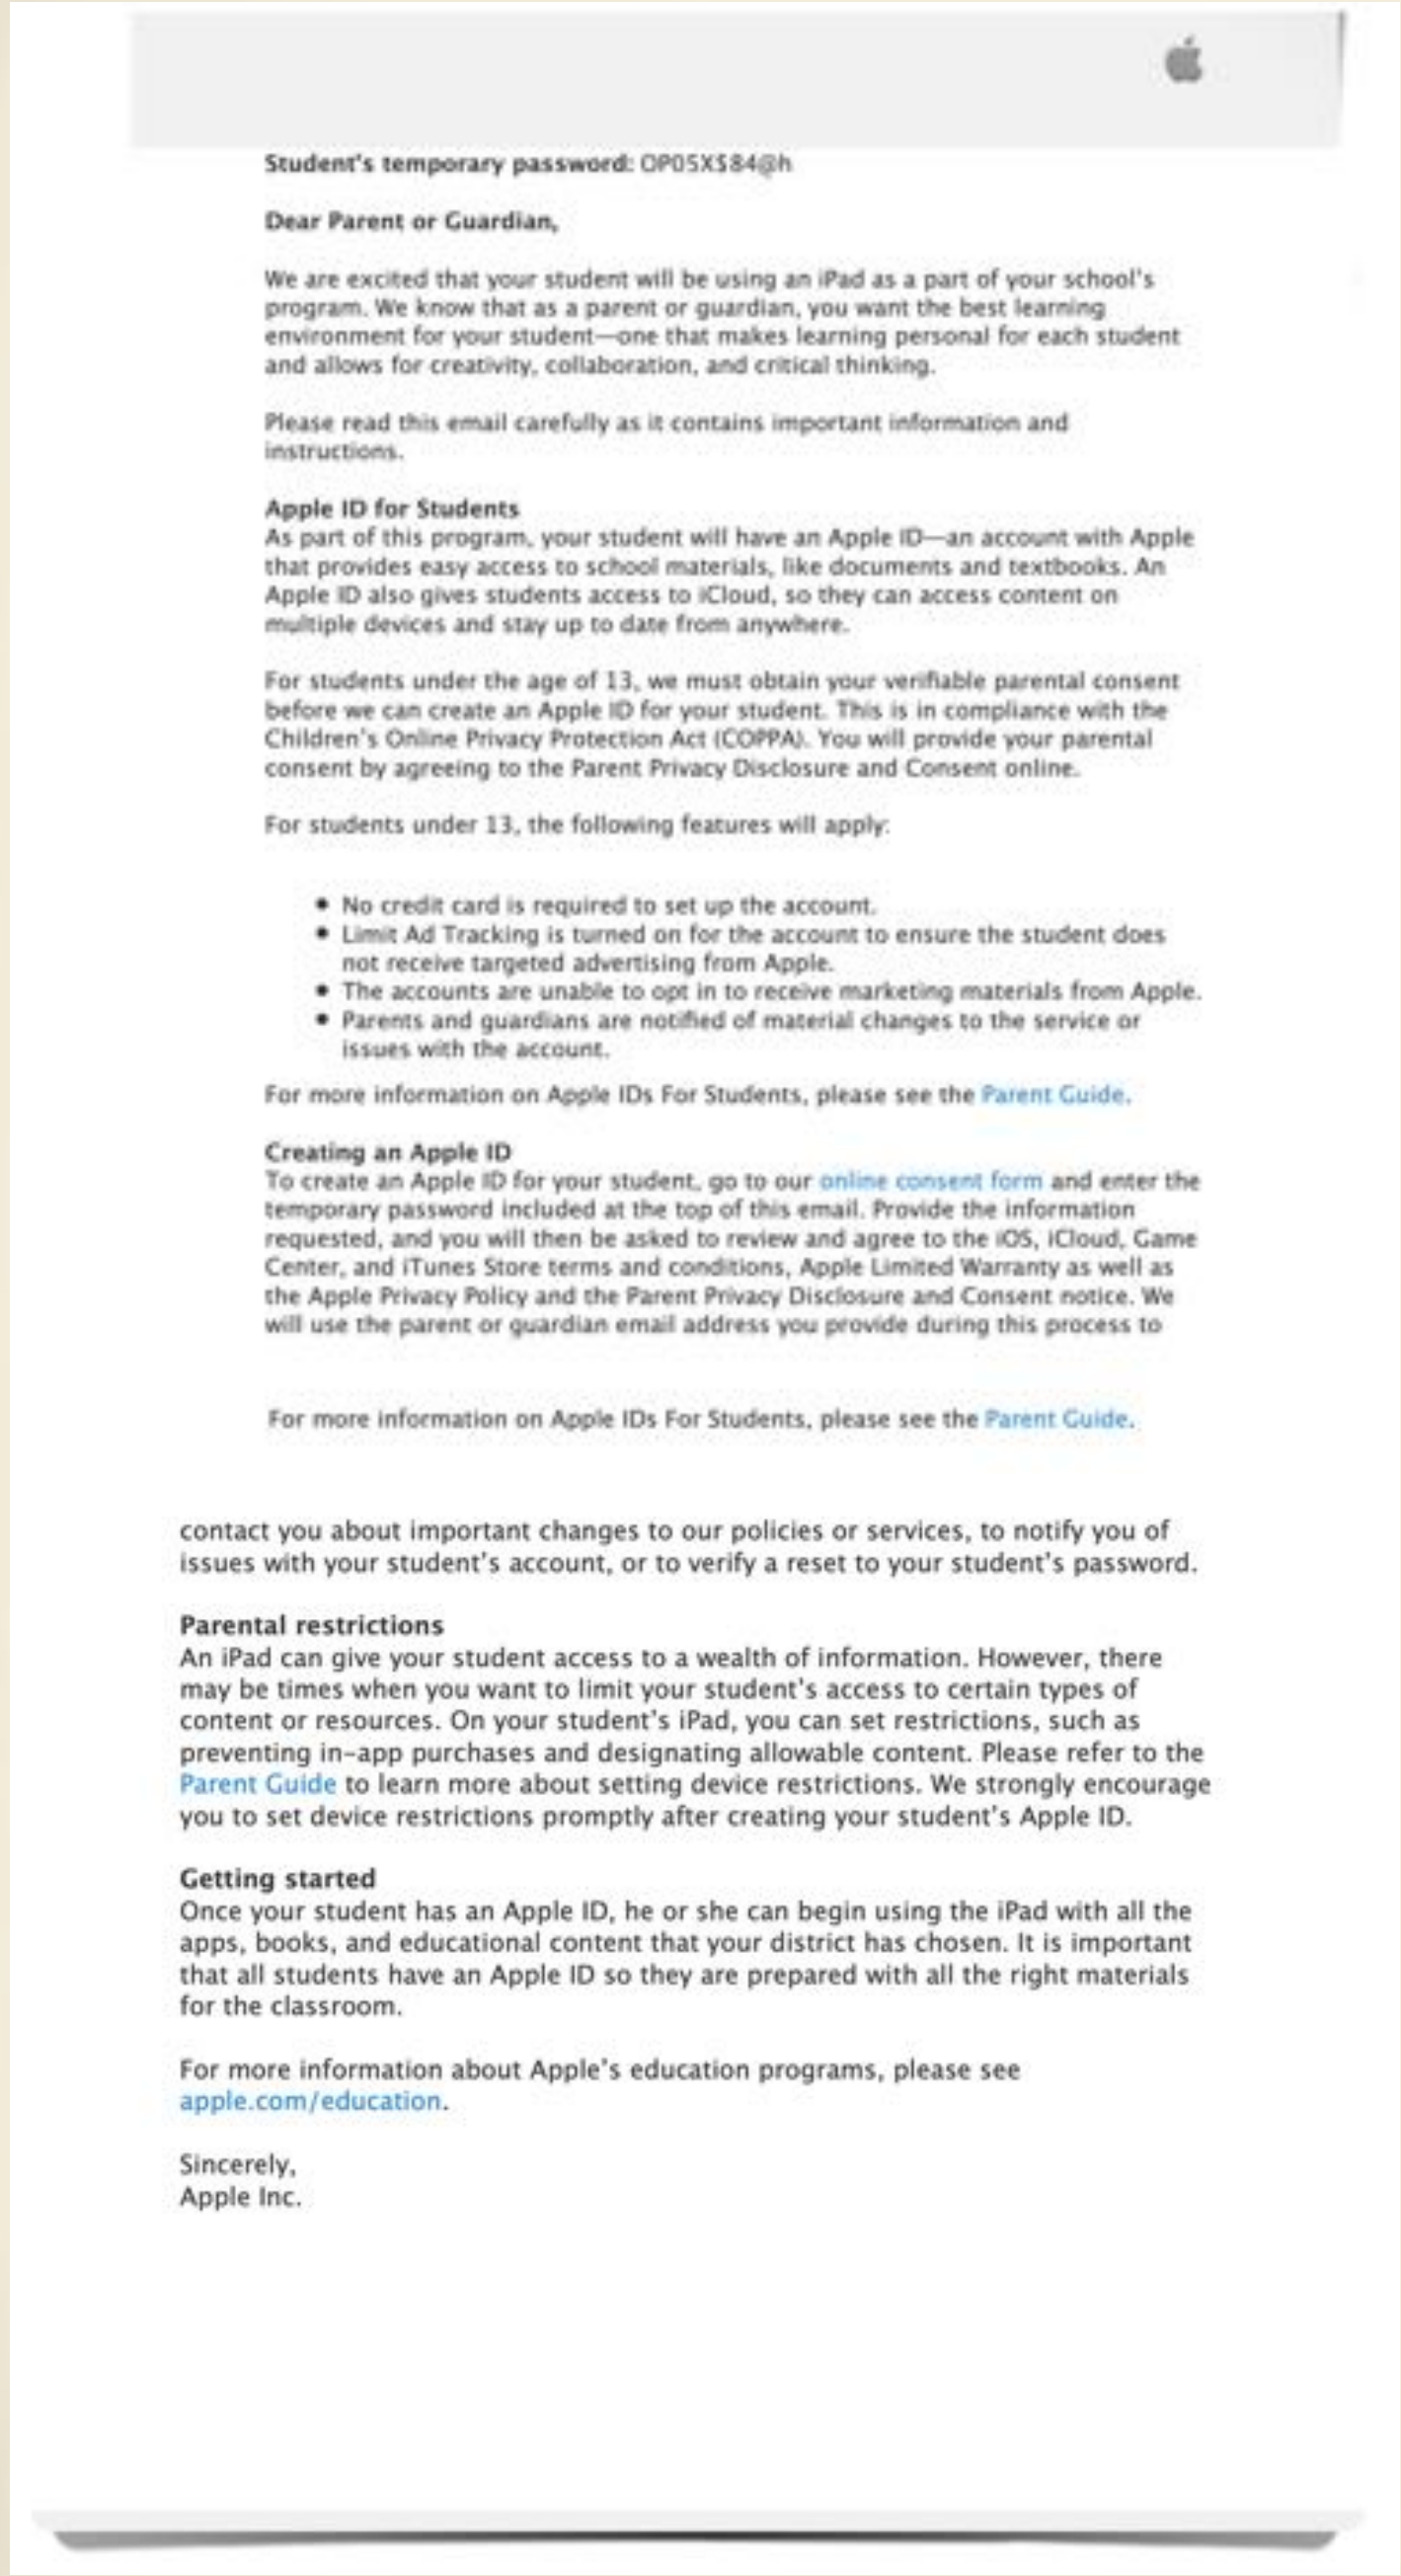 Student's temporary password: OP05X$84@h
Dear Parent or Guardian,
We are excited that your student will be using an iPad as a part of your school's
program. We know that as a parent or guardian, you want the best learning
environment for your student—one that makes learning personal for each student
and allows for creativity, collaboration, and critical thinking.
Please read this email carefully as it contains important information and
instructions.
Apple ID for Students
As part of this program, your student will have an Apple ID—an account with Apple
that provides easy access to school materials, like documents and textbooks. An
Apple ID also gives students access to iCloud, so they can access content on
multiple devices and stay up to date from anywhere.
For students under the age of 13, we must obtain your verifiable parental consent
before we can create an Apple ID for your student. This is in compliance with the
Children's Online Privacy Protection Act (COPPA). You will provide your parental
consent by agreeing to the Parent Privacy Disclosure and Consent online.
For students under 13, the following features will apply:
• No credit card is required to set up the account.
• Limit Ad Tracking is turned on for the account to ensure the student does
not receive targeted advertising from Apple.
• The accounts are unable to opt in to receive marketing materials from Apple.
• Parents and guardians are notified of material changes to the service or
issues with the account.
For more information on Apple IDs For Students, please see the Parent Guide.
Creating an Apple ID
To create an Apple ID for your student, go to our online consent form and enter the
temporary password included at the top of this email. Provide the information
requested, and you will then be asked to review and agree to the iOS, iCloud, Game
Center, and iTunes Store terms and conditions, Apple Limited Warranty as well as
the Apple Privacy Policy and the Parent Privacy Disclosure and Consent notice. We
will use the parent or guardian email address you provide during this process to
For more information on Apple IDs For Students, please see the Parent Guide.
contact you about important changes to our policies or services, to notify you of
issues with your student's account, or to verify a reset to your student's password.
Parental restrictions
An iPad can give your student access to a wealth of information. However, there
may be times when you want to limit your student's access to certain types of
content or resources. On your student's iPad, you can set restrictions, such as
preventing in-app purchases and designating allowable content. Please refer to the
Parent Guide to learn more about setting device restrictions. We strongly encourage
you to set device restrictions promptly after creating your student's Apple ID.
Getting started
Once your student has an Apple ID, he or she can begin using the iPad with all the
apps, books, and educational content that your district has chosen. It is important
that all students have an Apple ID so they are prepared with all the right materials
for the classroom.
For more information about Apple's education programs, please see
apple.com/education.
Sincerely,
Apple Inc.